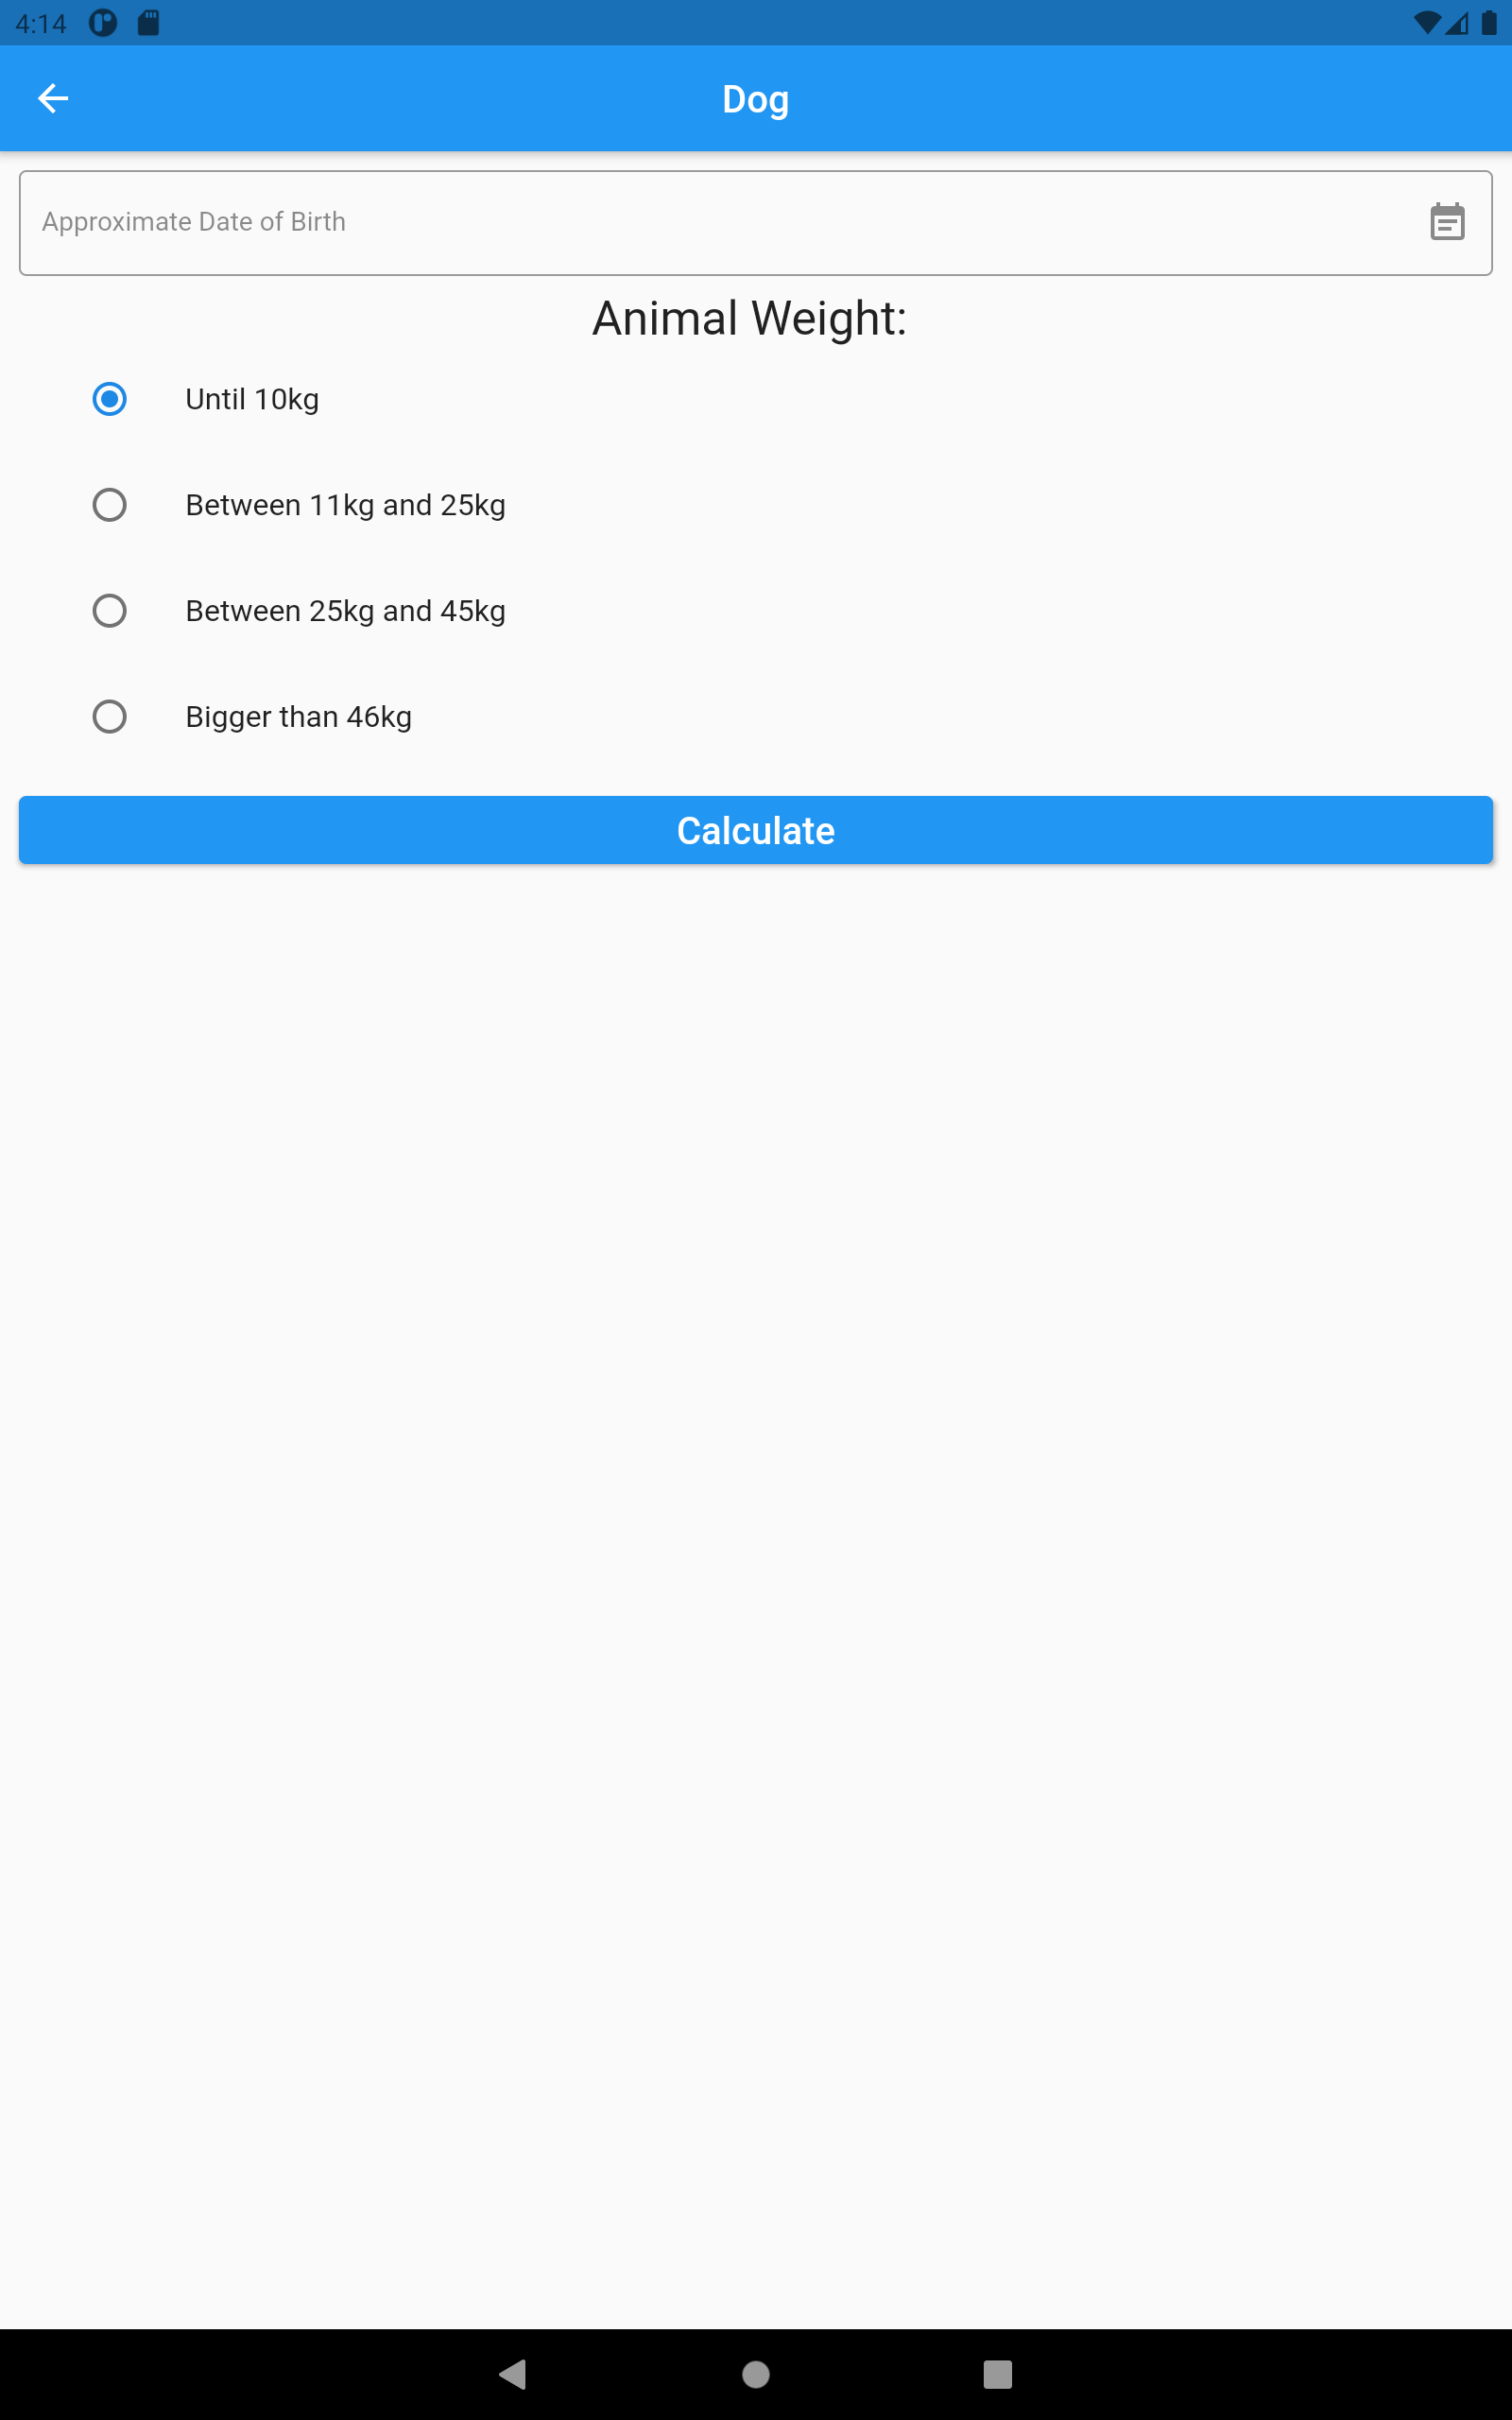 4:14
Dog
Approximate Date of Birth
Animal Weight:
Until 10kg
Between 11kg and 25kg
Between 25kg and 45kg
Bigger than 46kg
Calculate